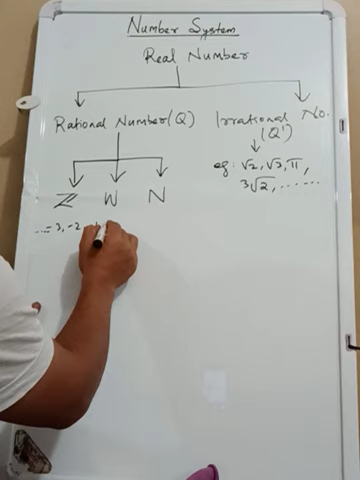 Number System
Real Number
Rational Number (Q)
Irrational No.
(Q')
Z W N
eg: √2, √3, π,
3√2, ......
...-3, -2